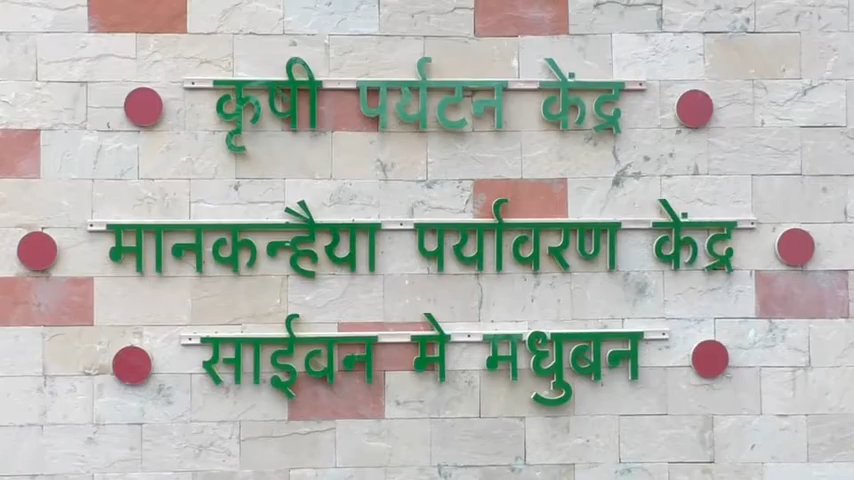 कृषी पर्यटन केंद्र
मानकन्हैया पर्यावरण केंद्र
साईवन मे मधुबन